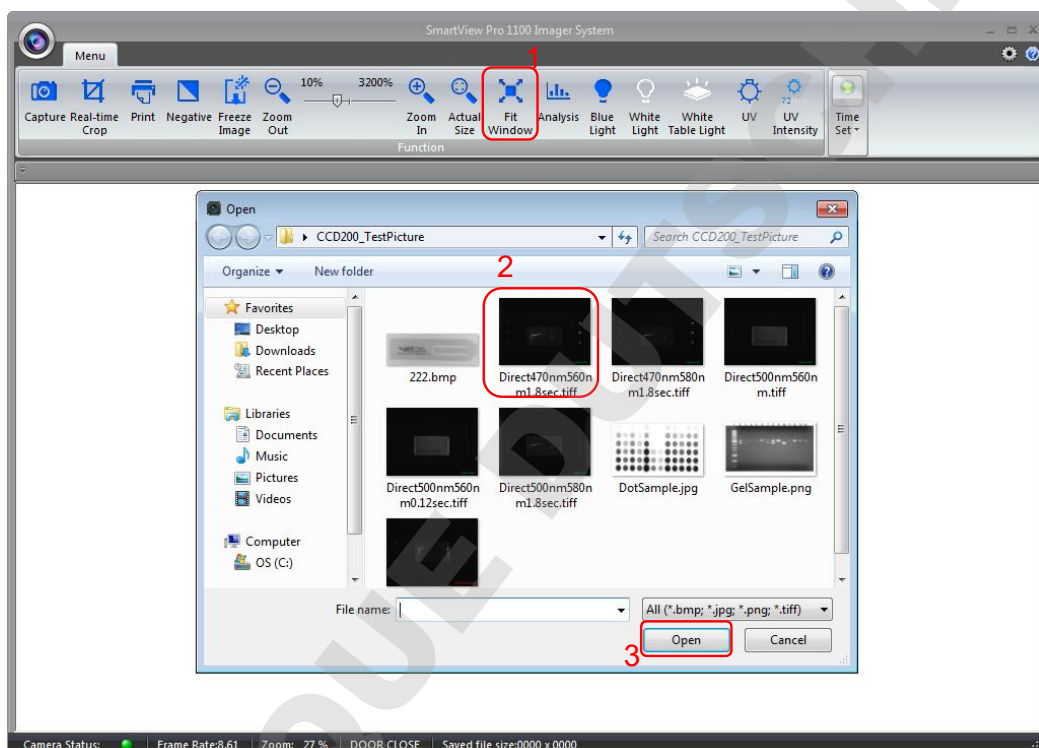 SmartView Pro 1100 Imager System
Menu
1
10% 3200%
Capture Real-time Crop Print Negative Freeze Image Zoom Out Zoom In Actual Size Fit Window Analysis Blue Light White Light White Table Light UV UV Intensity Time Set
Function
Open
CCD200_TestPicture
Search CCD200_TestPicture
Organize
New folder
2
Favorites
Desktop
Downloads
Recent Places
Libraries
Documents
Music
Pictures
Videos
Computer
OS (C:)
222.bmp
Direct470nm560n
m1.8sec.tiff
Direct470nm580n
m1.8sec.tiff
Direct500nm560n
m.tiff
Direct500nm560n
m0.12sec.tiff
Direct500nm580n
m1.8sec.tiff
DotSample.jpg
GelSample.png
File name:
All (*.bmp; *.jpg; *.png; *.tiff)
3
Open
Cancel
Camera Status: Frame Rate:8.61 Zoom: 27 % DOOR CLOSE Saved file size:0000 x 0000